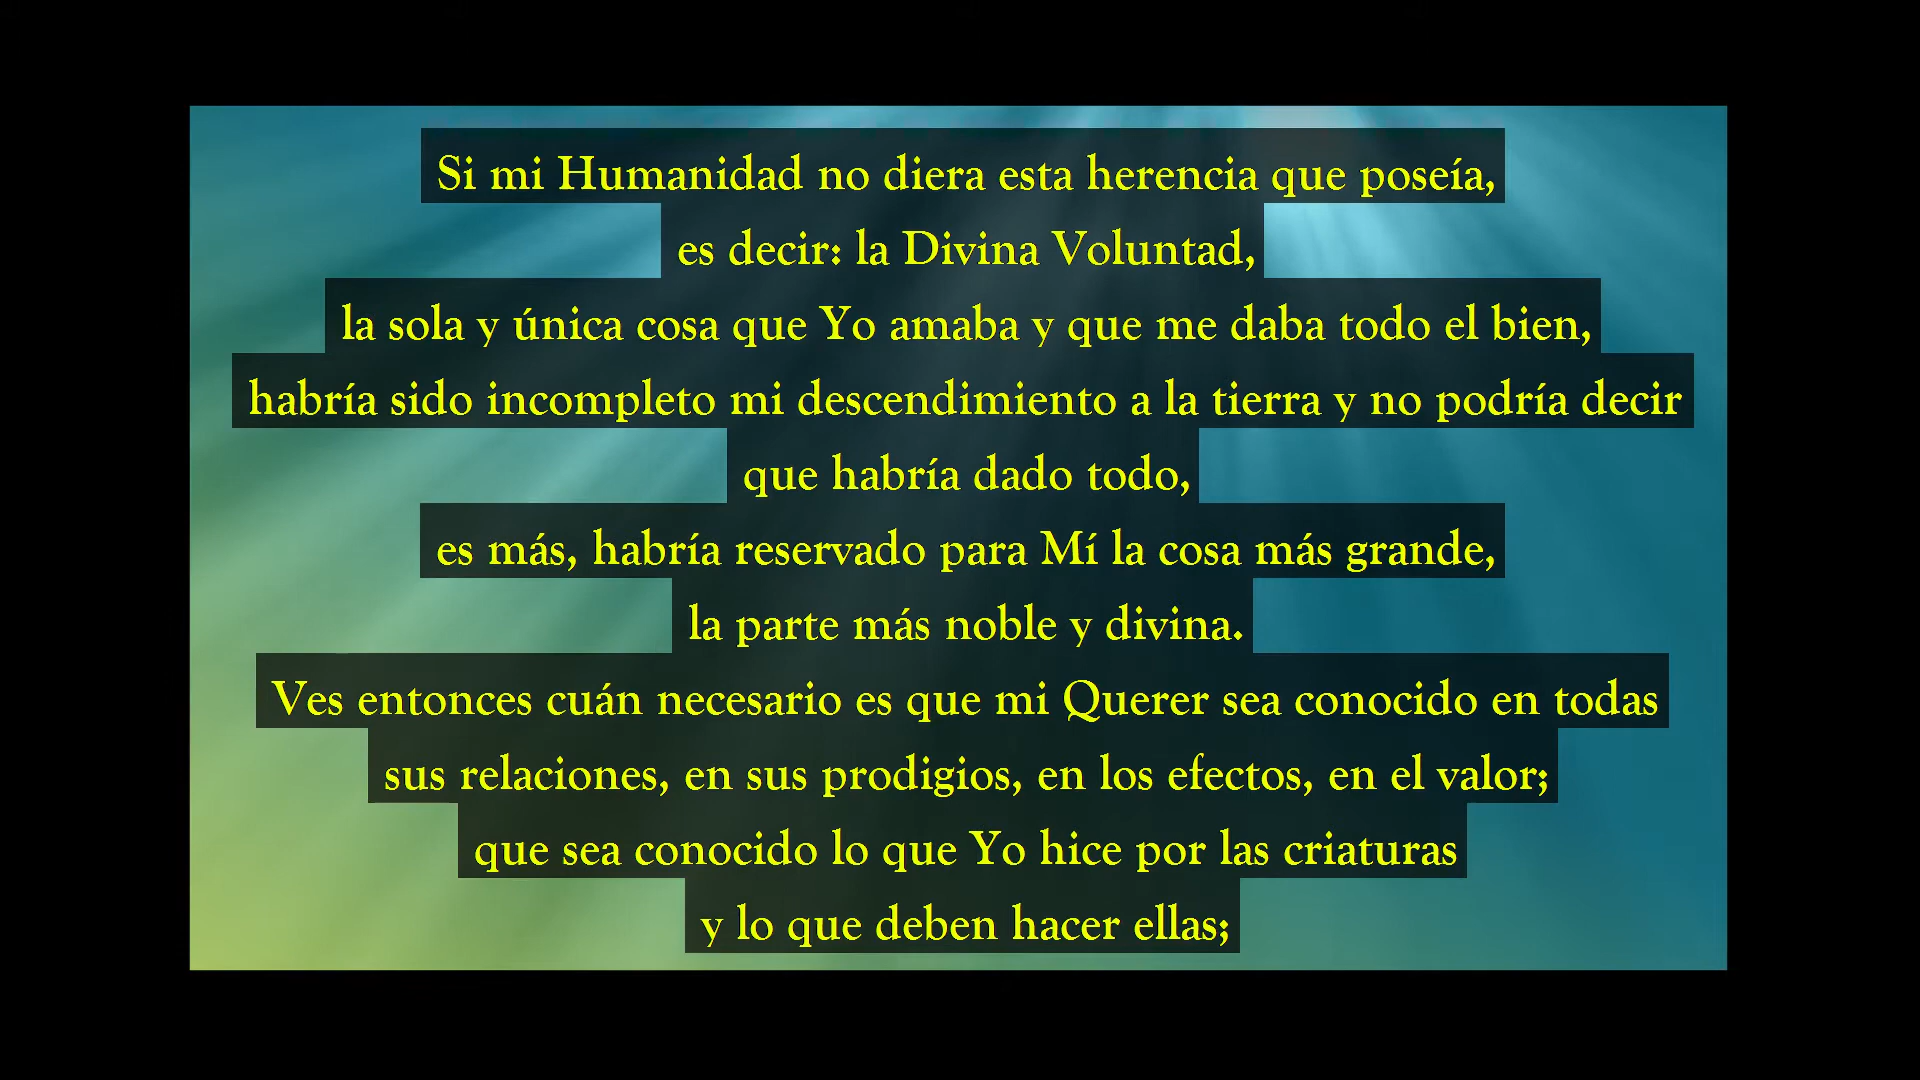 Si mi Humanidad no diera esta herencia que poseía,
es decir: la Divina Voluntad,
la sola y única cosa que Yo amaba y que me daba todo el bien,
habría sido incompleto mi descendimiento a la tierra y no podría decir
que habría dado todo,
es más, habría reservado para Mí la cosa más grande,
la parte más noble y divina.
Ves entonces cuán necesario es que mi Querer sea conocido en todas
sus relaciones, en sus prodigios, en los efectos, en el valor;
que sea conocido lo que Yo hice por las criaturas
y lo que deben hacer ellas;